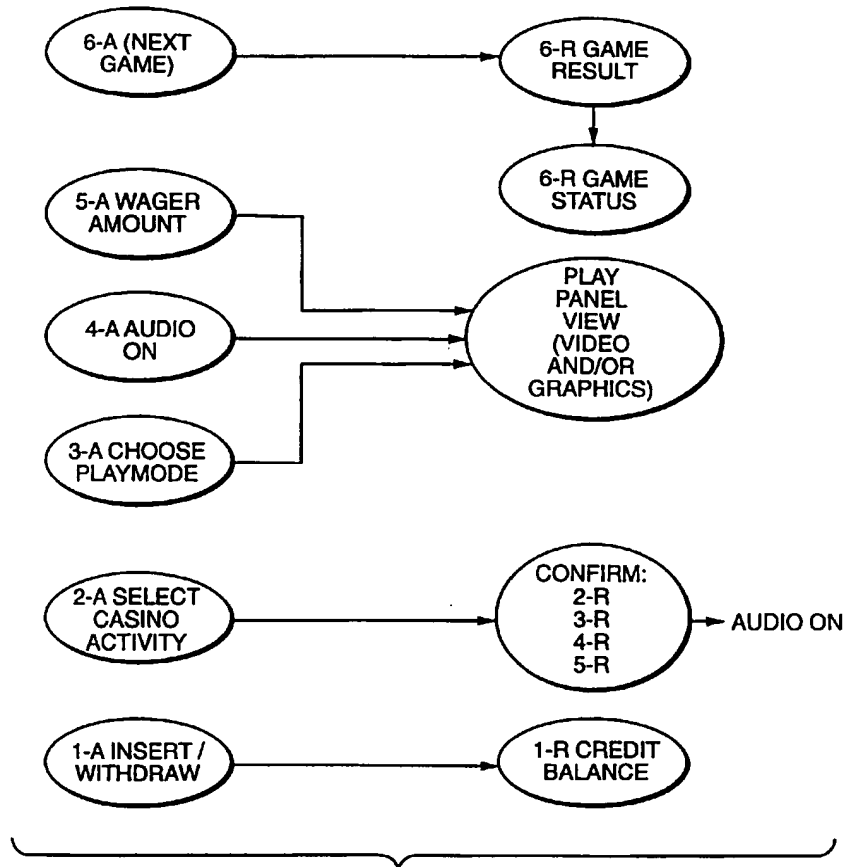 6-A (NEXT
GAME)
6-R GAME
RESULT
6-R GAME
STATUS
5-A WAGER
AMOUNT
4-A AUDIO
ON
3-A CHOOSE
PLAYMODE
PLAY
PANEL
VIEW
(VIDEO
AND/OR
GRAPHICS)
2-A SELECT
CASINO
ACTIVITY
CONFIRM:
2-R
3-R
4-R
5-R
AUDIO ON
1-A INSERT /
WITHDRAW
1-R CREDIT
BALANCE